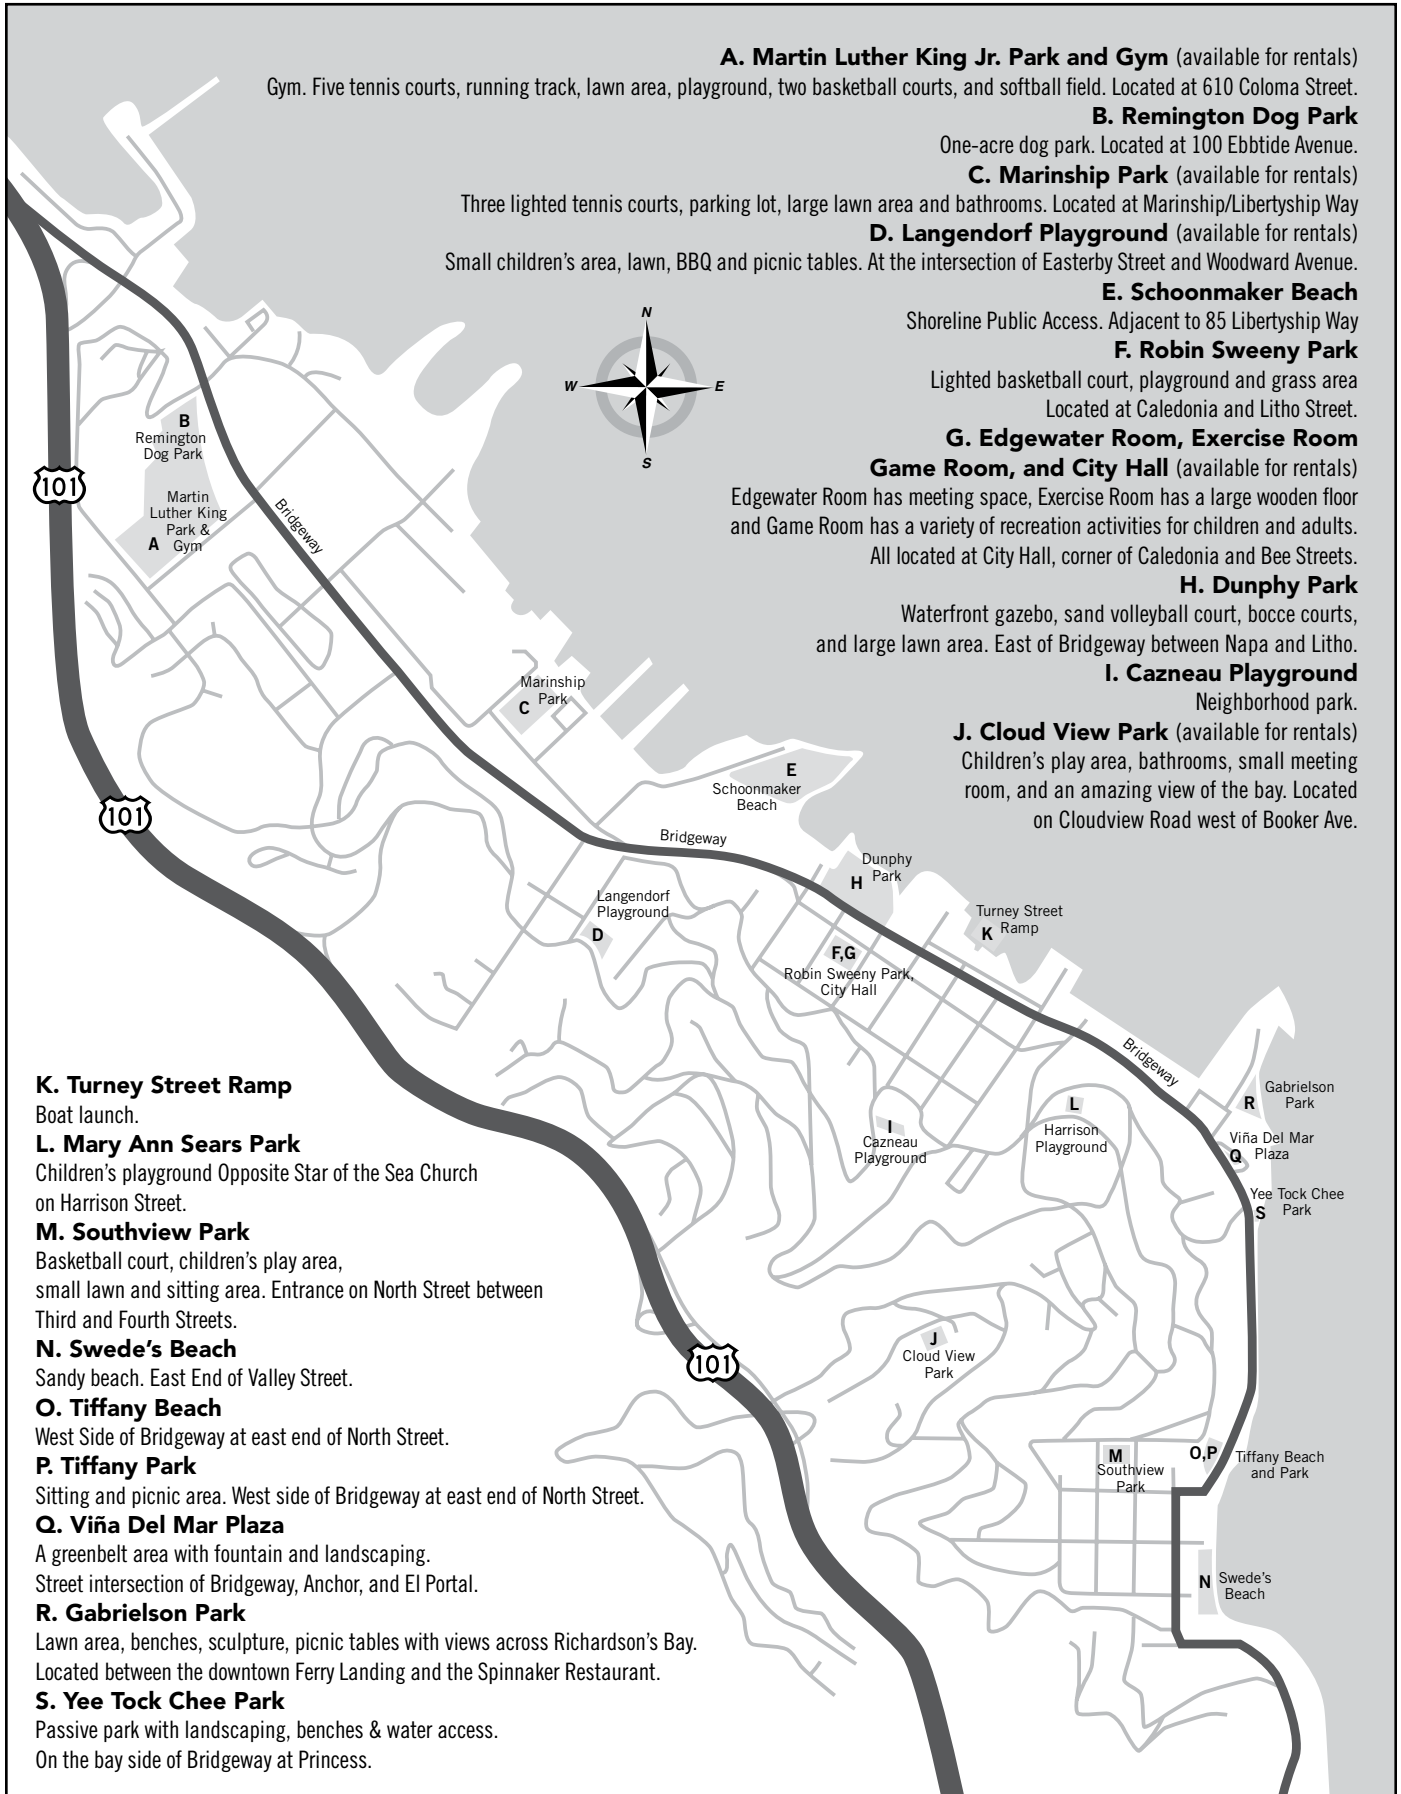 A. Martin Luther King Jr. Park and Gym (available for rentals)
Gym. Five tennis courts, running track, lawn area, playground, two basketball courts, and softball field. Located at 610 Coloma Street.
B. Remington Dog Park
One-acre dog park. Located at 100 Ebbtide Avenue.
C. Marinship Park (available for rentals)
Three lighted tennis courts, parking lot, large lawn area and bathrooms. Located at Marinship/Libertyship Way
D. Langendorf Playground (available for rentals)
Small children’s area, lawn, BBQ and picnic tables. At the intersection of Easterby Street and Woodward Avenue.
E. Schoonmaker Beach
Shoreline Public Access. Adjacent to 85 Libertyship Way
F. Robin Sweeny Park
Lighted basketball court, playground and grass area
Located at Caledonia and Litho Street.
G. Edgewater Room, Exercise Room
Game Room, and City Hall (available for rentals)
Edgewater Room has meeting space, Exercise Room has a large wooden floor
and Game Room has a variety of recreation activities for children and adults.
All located at City Hall, corner of Caledonia and Bee Streets.
H. Dunphy Park
Waterfront gazebo, sand volleyball court, bocce courts,
and large lawn area. East of Bridgeway between Napa and Litho.
I. Cazneau Playground
Neighborhood park.
J. Cloud View Park (available for rentals)
Children’s play area, bathrooms, small meeting
room, and an amazing view of the bay. Located
on Cloudview Road west of Booker Ave.
N
W
E
S
B
Remington
Dog Park
101
Martin
Luther King
Park &
A Gym
Bridgeway
Marinship
Park
C
E
Schoonmaker
Beach
101
Bridgeway
Dunphy
Park
H
Langendorf
Playground
D
Turney Street
Ramp
K
F,G
Robin Sweeny Park,
City Hall
Bridgeway
L
Harrison
Playground
I
Cazneau
Playground
Gabrielson
Park
R
Viña Del Mar
Plaza
Q
Yee Tock Chee
Park
S
101
J
Cloud View
Park
M
Southview
Park
O,P
Tiffany Beach
and Park
N
Swede’s
Beach
K. Turney Street Ramp
Boat launch.
L. Mary Ann Sears Park
Children’s playground Opposite Star of the Sea Church
on Harrison Street.
M. Southview Park
Basketball court, children’s play area,
small lawn and sitting area. Entrance on North Street between
Third and Fourth Streets.
N. Swede’s Beach
Sandy beach. East End of Valley Street.
O. Tiffany Beach
West Side of Bridgeway at east end of North Street.
P. Tiffany Park
Sitting and picnic area. West side of Bridgeway at east end of North Street.
Q. Viña Del Mar Plaza
A greenbelt area with fountain and landscaping.
Street intersection of Bridgeway, Anchor, and El Portal.
R. Gabrielson Park
Lawn area, benches, sculpture, picnic tables with views across Richardson’s Bay.
Located between the downtown Ferry Landing and the Spinnaker Restaurant.
S. Yee Tock Chee Park
Passive park with landscaping, benches & water access.
On the bay side of Bridgeway at Princess.